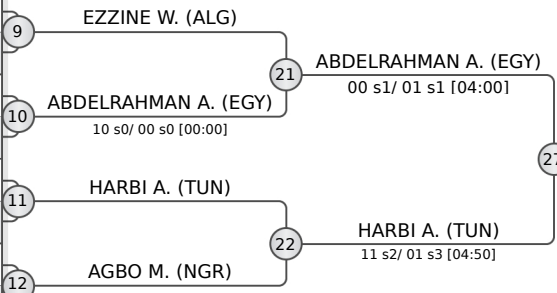 EZZINE W. (ALG)
9
ABDELRAHMAN A. (EGY)
21
00 s1/ 01 s1 [04:00]
ABDELRAHMAN A. (EGY)
10
10 s0/ 00 s0 [00:00]
27
HARBI A. (TUN)
11
HARBI A. (TUN)
22
11 s2/ 01 s3 [04:50]
AGBO M. (NGR)
12